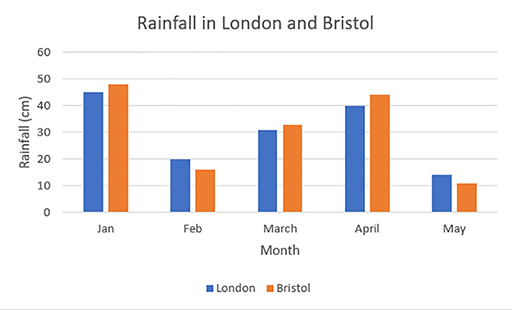 Rainfall in London and Bristol
60
50
40
30
20
10
0
Rainfall (cm)
Jan Feb March April May
Month
London Bristol